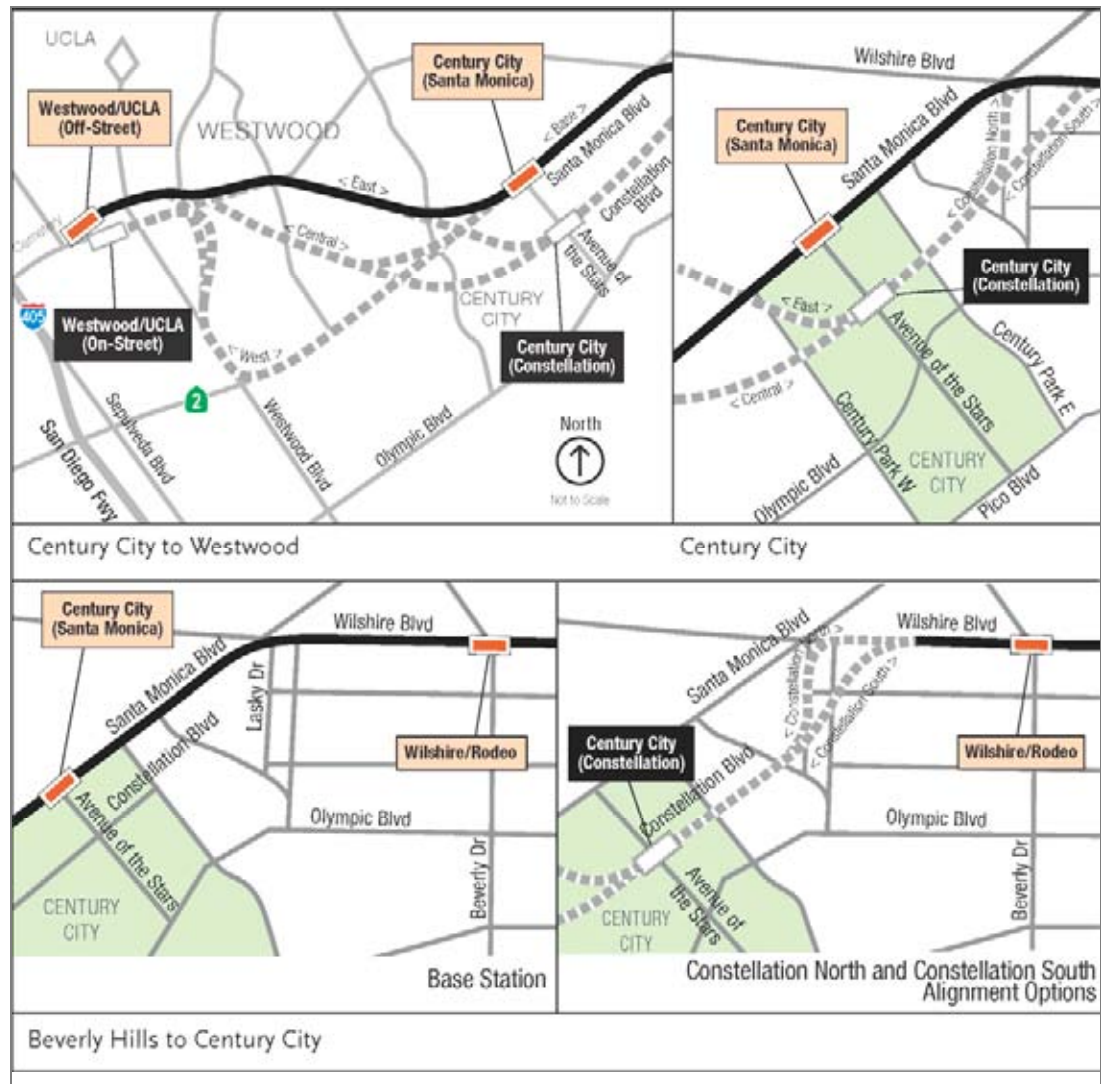 UCLA
Century City
(Santa Monica)
Westwood/UCLA
(Off-Street)
WESTWOOD
< Base >
Santa Monica Blvd
< East >
Constellation
Blvd
Cemetery
< Central >
Avenue of
the Stars
405
Westwood/UCLA
(On-Street)
CENTURY
CITY
< West >
Century City
(Constellation)
2
Sepulveda Blvd
Westwood Blvd
Olympic Blvd
San Diego Fwy
North
Not to Scale
Century City to Westwood
Wilshire Blvd
Century City
(Santa Monica)
Santa Monica Blvd
< Constellation North >
< Constellation South >
Century City
(Constellation)
< East >
< Central >
Avenue of the Stars
Century Park E
Century Park W
CENTURY
CITY
Olympic Blvd
Pico Blvd
Century City
Century City
(Santa Monica)
Wilshire Blvd
Santa Monica Blvd
Lasky Dr
Constellation Blvd
Wilshire/Rodeo
Avenue of the Stars
Olympic Blvd
CENTURY
CITY
Beverly Dr
Base Station
Santa Monica Blvd
Wilshire Blvd
< Constellation North >
< Constellation South >
Century City
(Constellation)
Wilshire/Rodeo
Constellation Blvd
Olympic Blvd
Avenue of
the Stars
CENTURY
CITY
Beverly Dr
Constellation North and Constellation South
Alignment Options
Beverly Hills to Century City